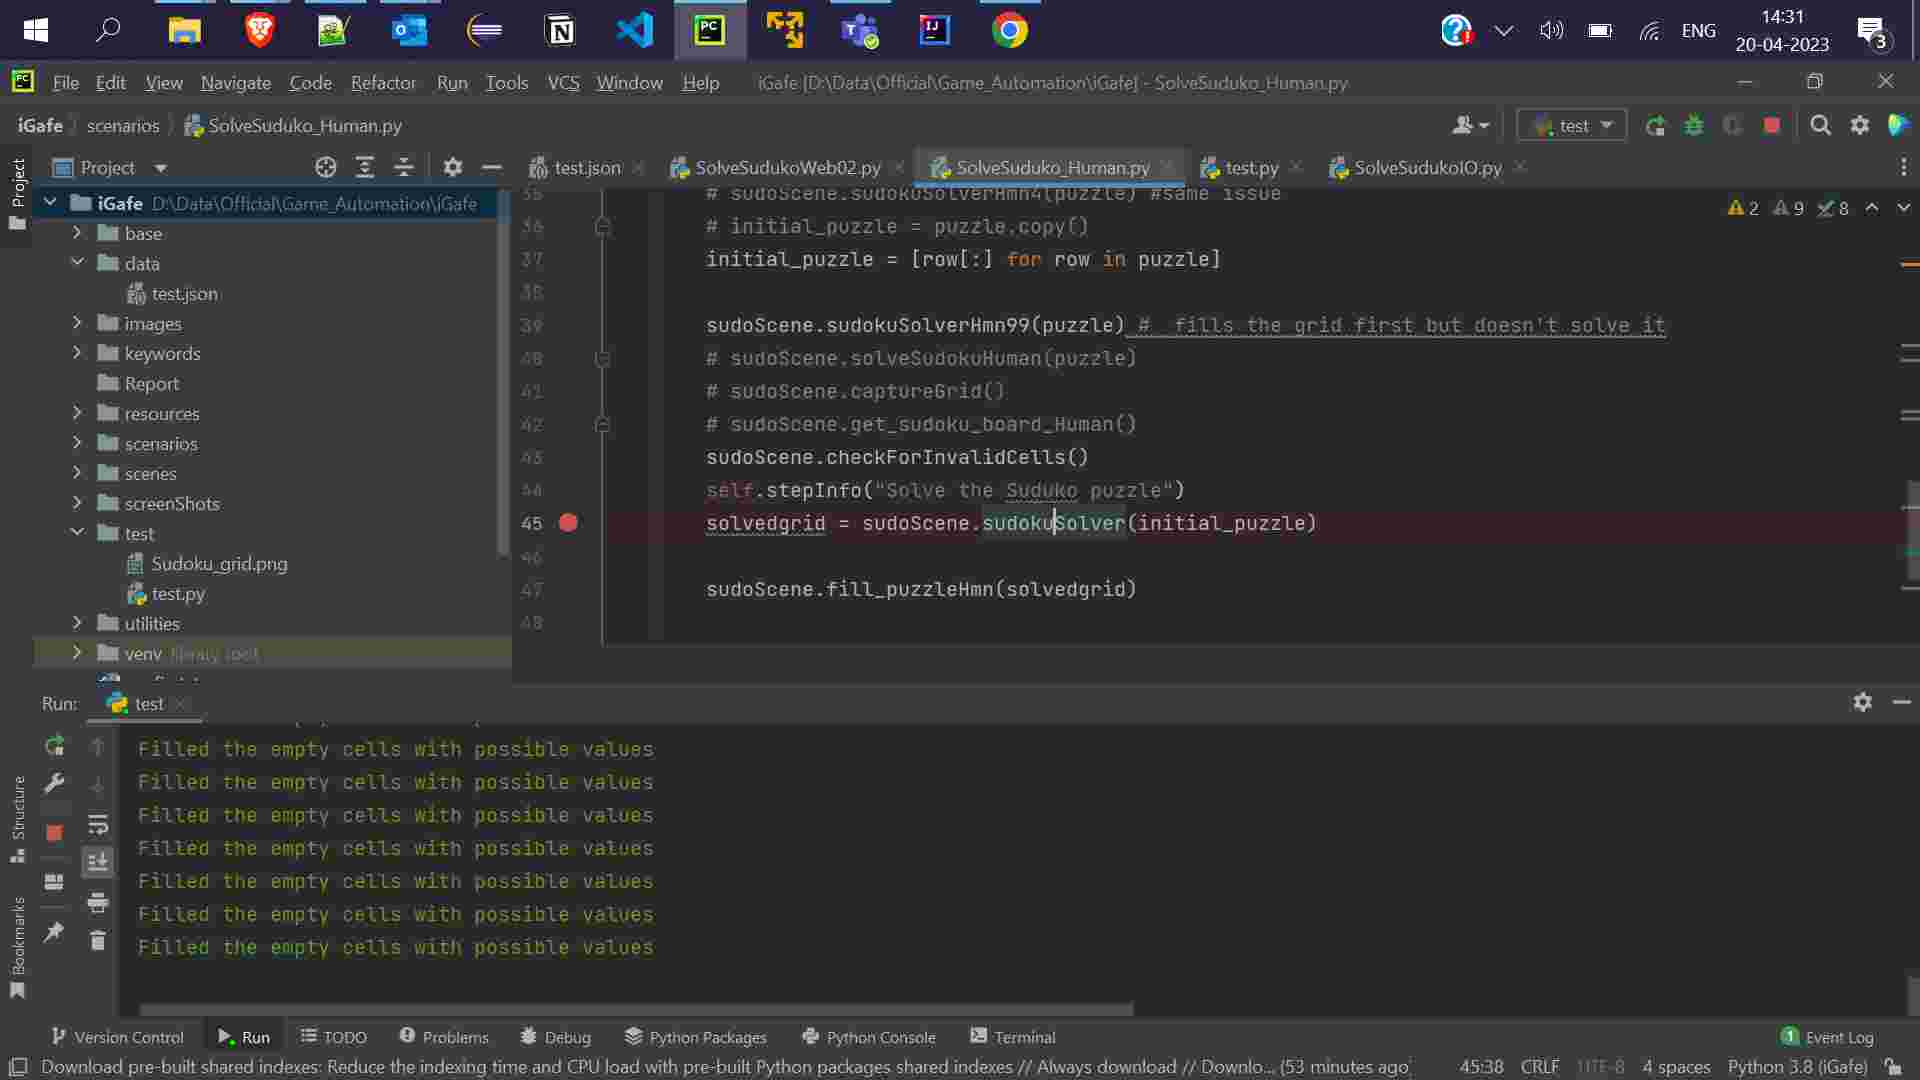 ENG
14:31
20-04-2023
3
File Edit View Navigate Code Refactor Run Tools VCS Window Help iGafe [D:\Data\Official\Game_Automation\iGafe] - SolveSuduko_Human.py
iGafe scenarios SolveSuduko_Human.py
test
Project
test.json SolveSudukoWeb02.py SolveSuduko_Human.py test.py SolveSudukoIO.py
Project
iGafe D:\Data\Official\Game_Automation\iGafe
base
data
test.json
images
keywords
Report
resources
scenarios
scenes
screenShots
test
Sudoku_grid.png
test.py
utilities
venv library root
2 9 8
35 # sudoScene.sudokuSolverHmn4(puzzle) #same issue
36 # initial_puzzle = puzzle.copy()
37 initial_puzzle = [row[:] for row in puzzle]
38
39 sudoScene.sudokuSolverHmn99(puzzle) # fills the grid first but doesn't solve it
40 # sudoScene.solveSudokuHuman(puzzle)
41 # sudoScene.captureGrid()
42 # sudoScene.get_sudoku_board_Human()
43 sudoScene.checkForInvalidCells()
44 self.stepInfo("Solve the Suduko puzzle")
45 solvedgrid = sudoScene.sudokuSolver(initial_puzzle)
46
47 sudoScene.fill_puzzleHmn(solvedgrid)
48
Run: test
Filled the empty cells with possible values
Filled the empty cells with possible values
Filled the empty cells with possible values
Filled the empty cells with possible values
Filled the empty cells with possible values
Filled the empty cells with possible values
Filled the empty cells with possible values
Structure
Bookmarks
Version Control Run TODO Problems Debug Python Packages Python Console Terminal 1 Event Log
Download pre-built shared indexes: Reduce the indexing time and CPU load with pre-built Python packages shared indexes // Always download // Downlo... (53 minutes ago) 45:38 CRLF UTF-8 4 spaces Python 3.8 (iGafe)